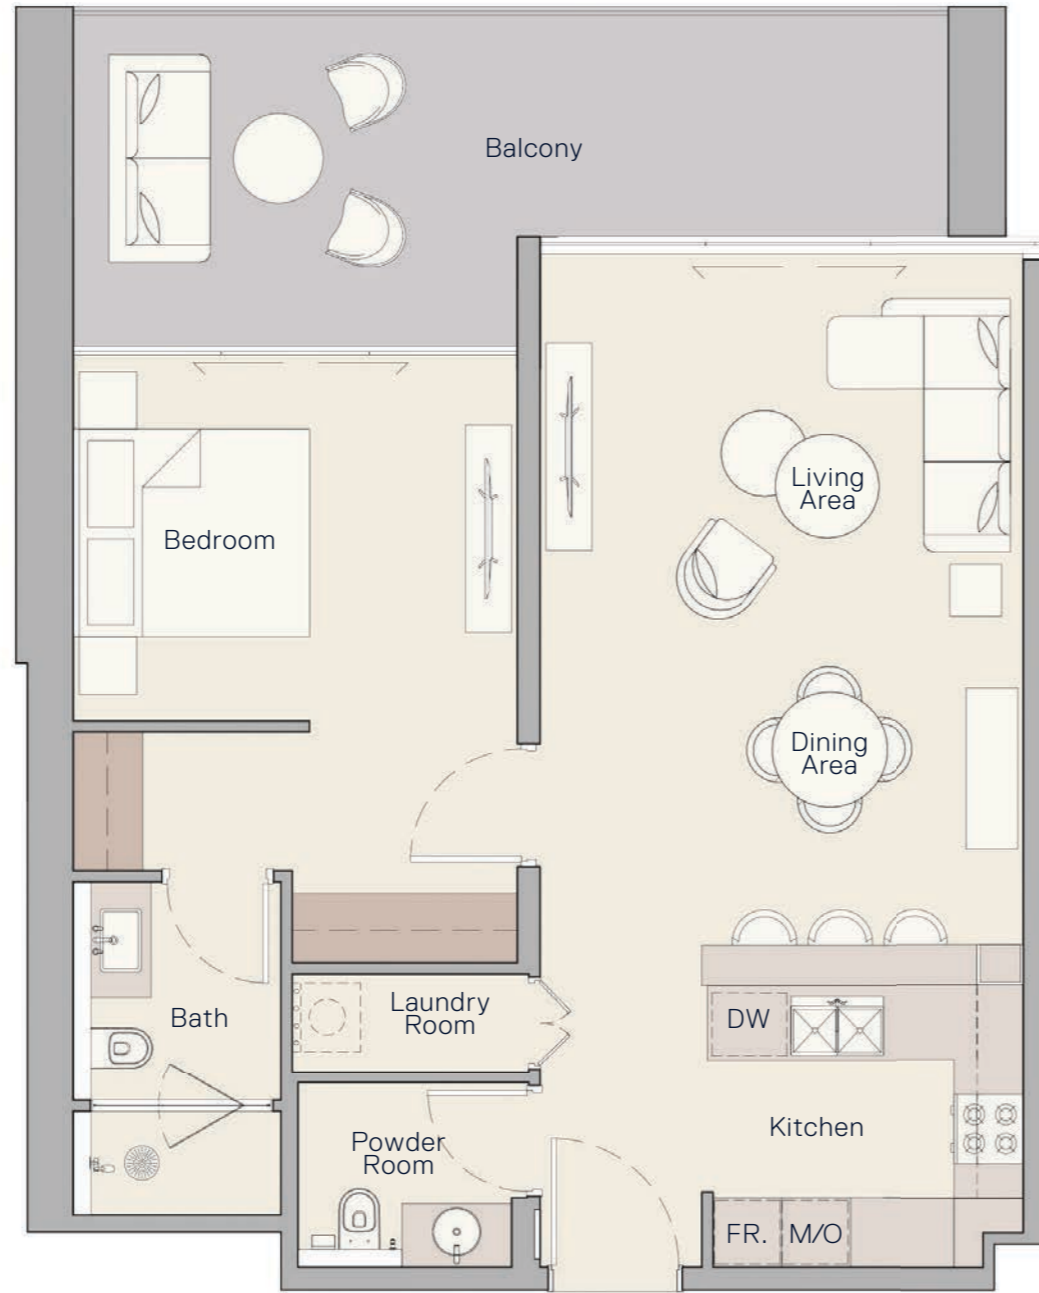 Balcony
Living
Area
Bedroom
Dining
Area
Laundry
Room
DW
Bath
Kitchen
Powder
Room
FR.
M/O